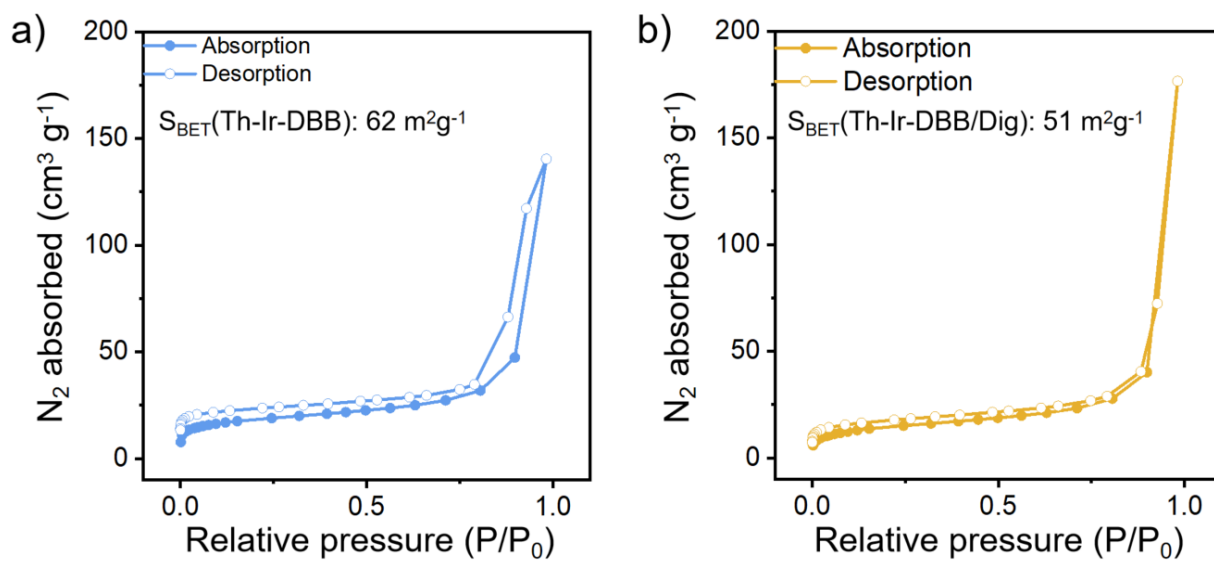 a)
Absorption
Desorption
S_BET(Th-Ir-DBB): 62 m²g⁻¹
N₂ absorbed (cm³ g⁻¹)
200
150
100
50
0
0.0 0.5 1.0
Relative pressure (P/P₀)
b)
Absorption
Desorption
S_BET(Th-Ir-DBB/Dig): 51 m²g⁻¹
N₂ absorbed (cm³ g⁻¹)
200
150
100
50
0
0.0 0.5 1.0
Relative pressure (P/P₀)